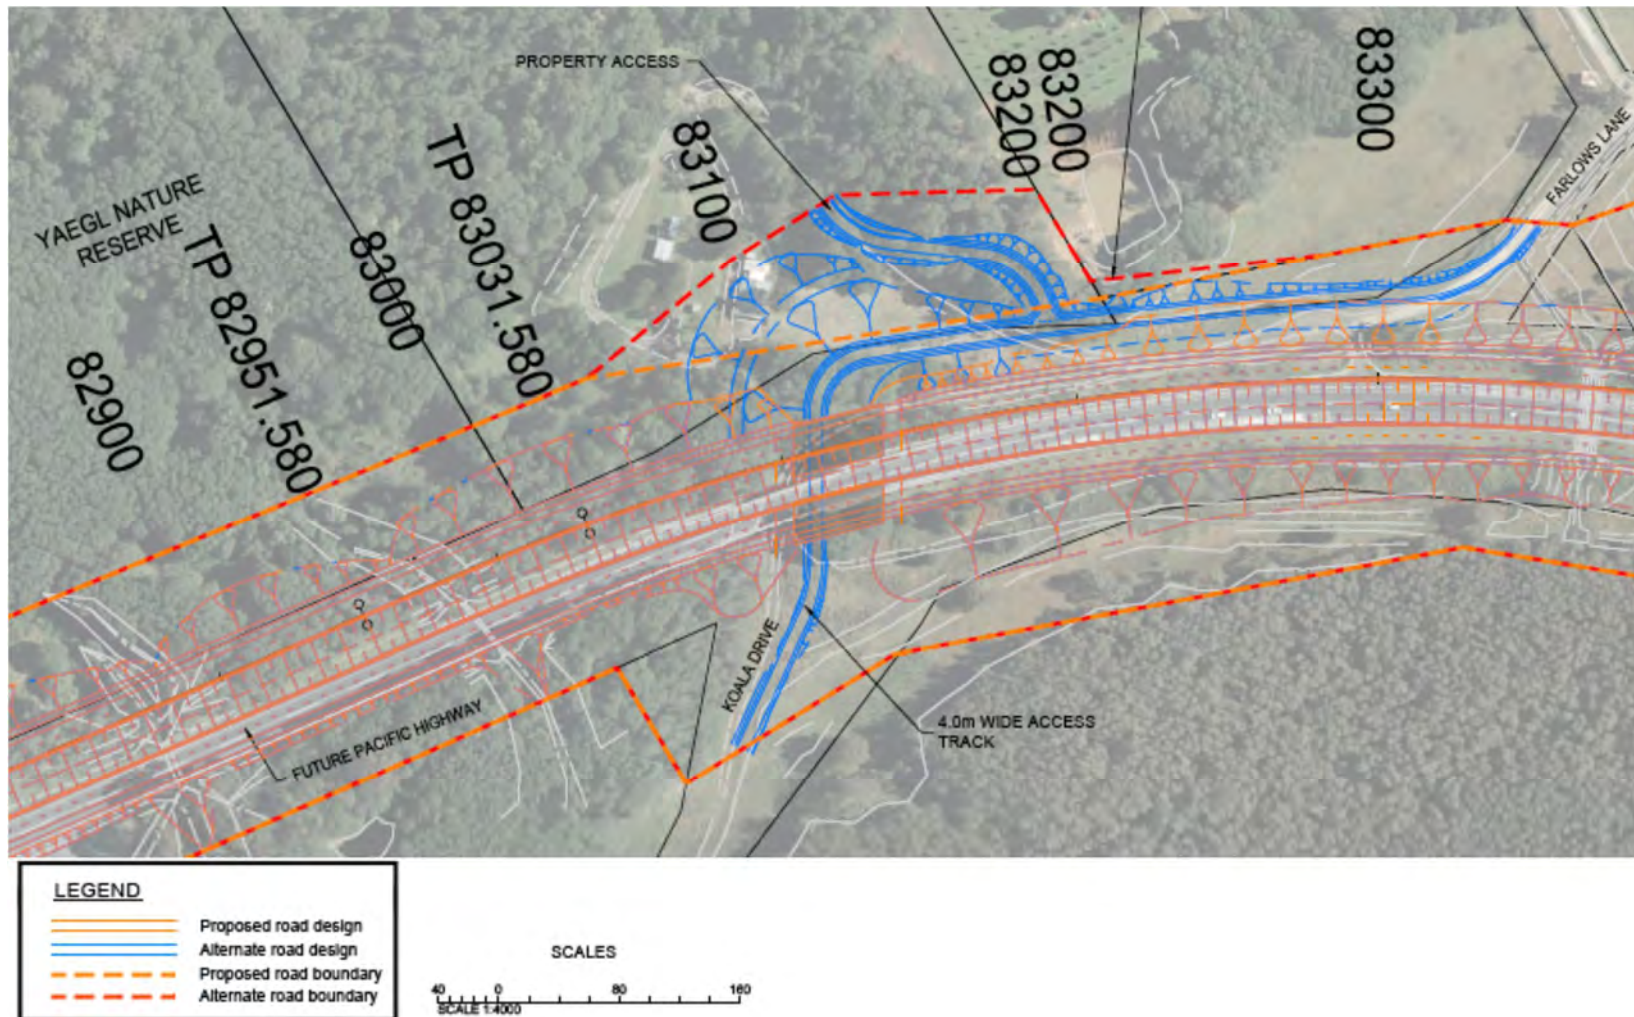 PROPERTY ACCESS
83200
83200
83300
FARLOWS LANE
83100
TP 83031.580
YAEGL NATURE
RESERVE
83000
TP 82951.580
82900
KOALA DRIVE
4.0m WIDE ACCESS
TRACK
FUTURE PACIFIC HIGHWAY
LEGEND
Proposed road design
Alternate road design
Proposed road boundary
Alternate road boundary
SCALES
40 0 80 160
SCALE 1:4000